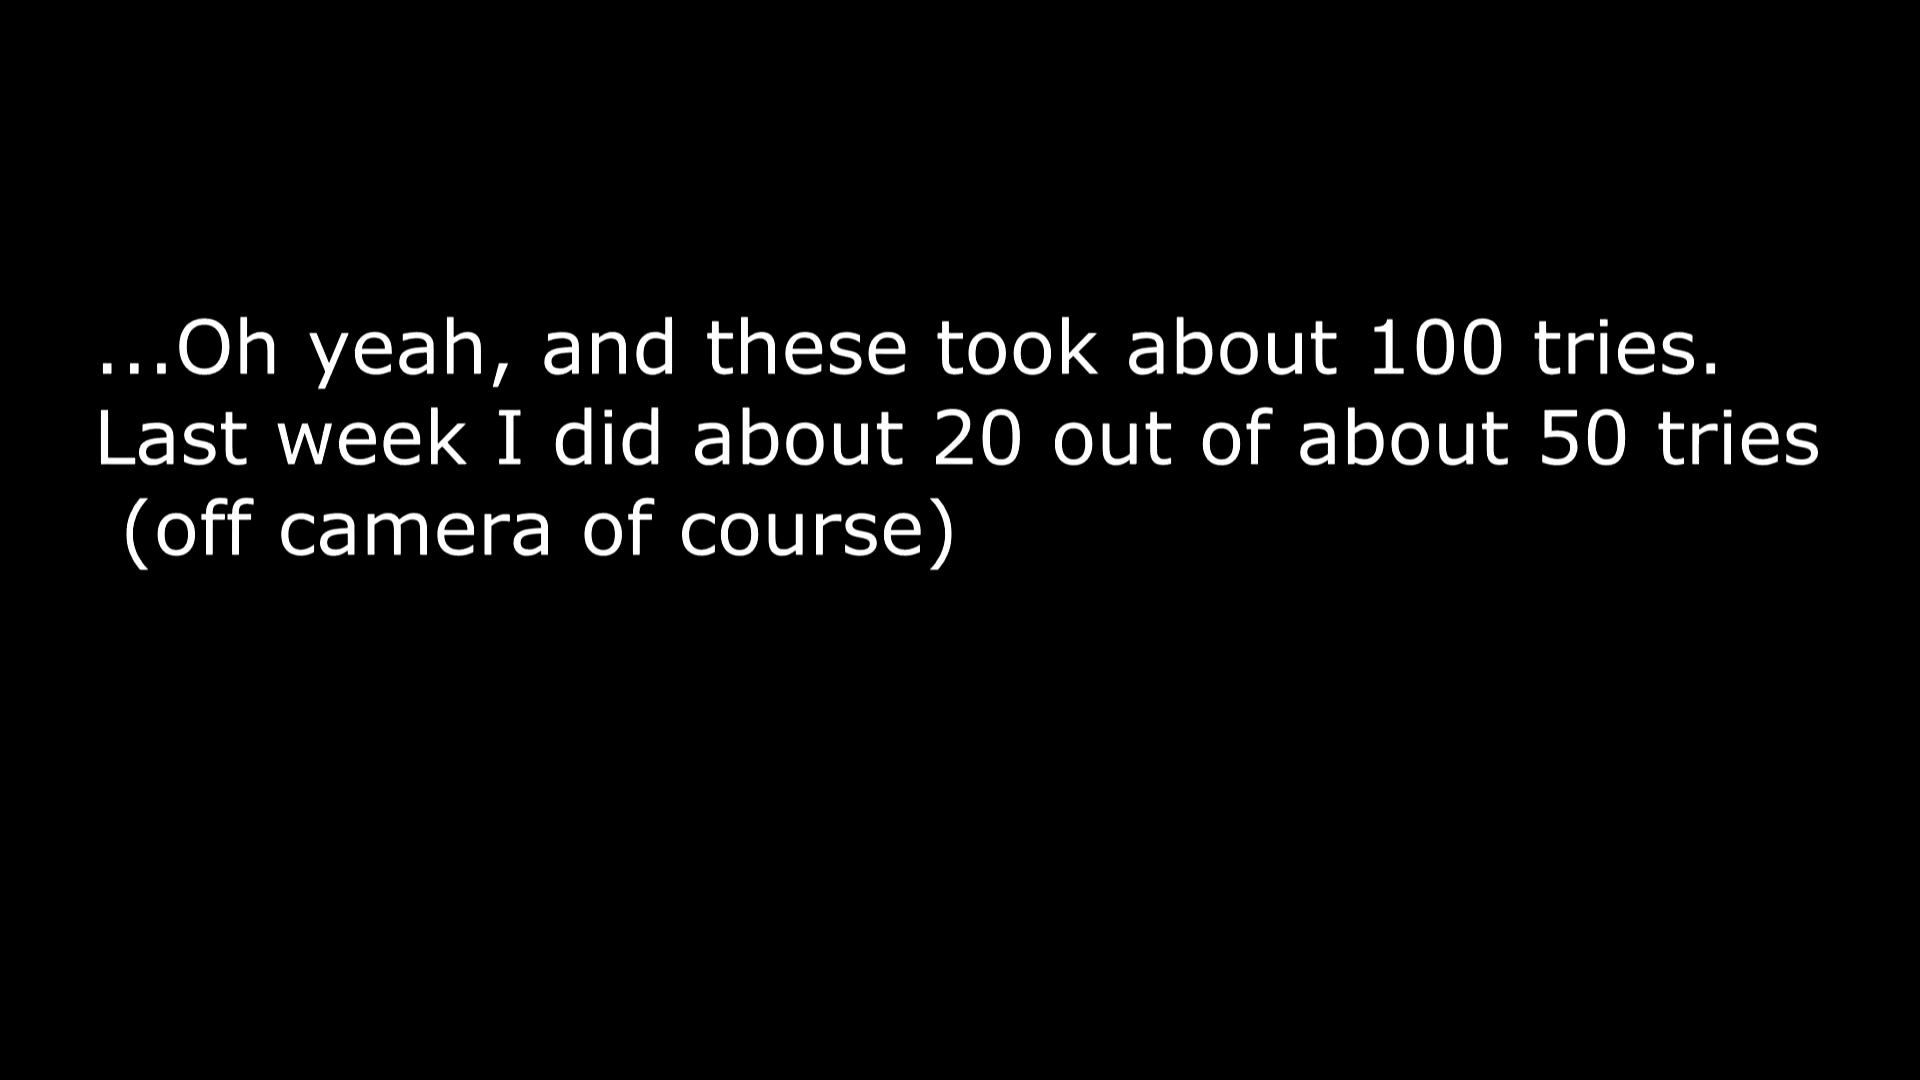 ...Oh yeah, and these took about 100 tries.
Last week I did about 20 out of about 50 tries
(off camera of course)